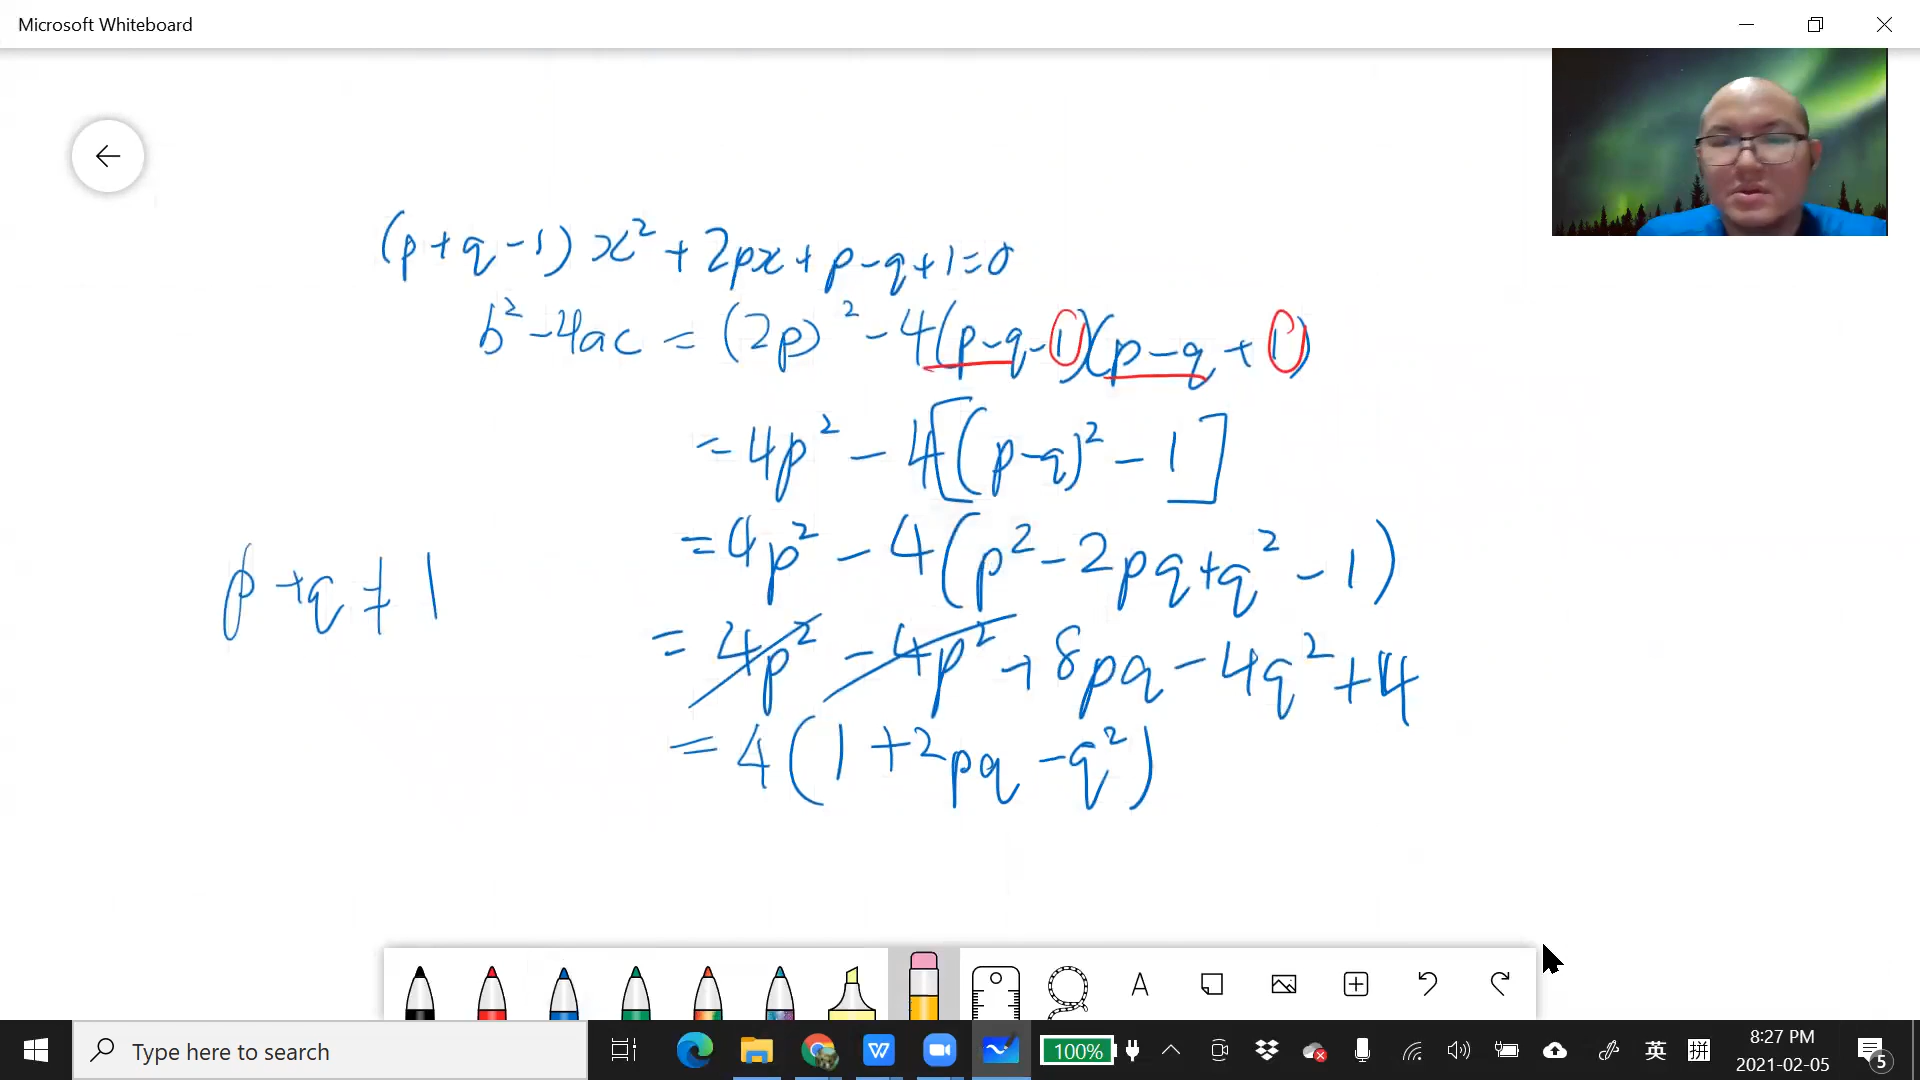 Microsoft Whiteboard
(p+q-1)x²+2px+p-q+1=0
b²-4ac = (2p)²-4(p-q-1)(p-q+1)
=4p²-4[(p-q)²-1]
=4p²-4(p²-2pq+q²-1)
p+q≠1
=4p²-4p²+8pq-4q²+4
=4(1+2pq-q²)
A
Type here to search
W
100%
英
拼
8:27 PM
2021-02-05
5